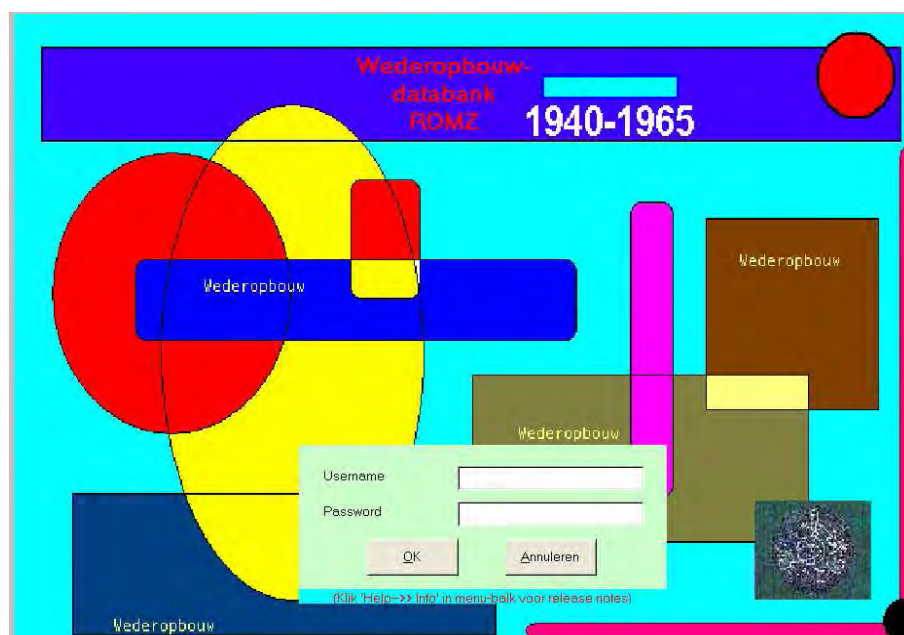 Wederopbouw-
databank
RDMZ
1940-1965
Wederopbouw
Wederopbouw
Wederopbouw
Username
Password
OK
Annuleren
(Klik 'Help->> Info' in menu-balk voor release notes)
Wederopbouw